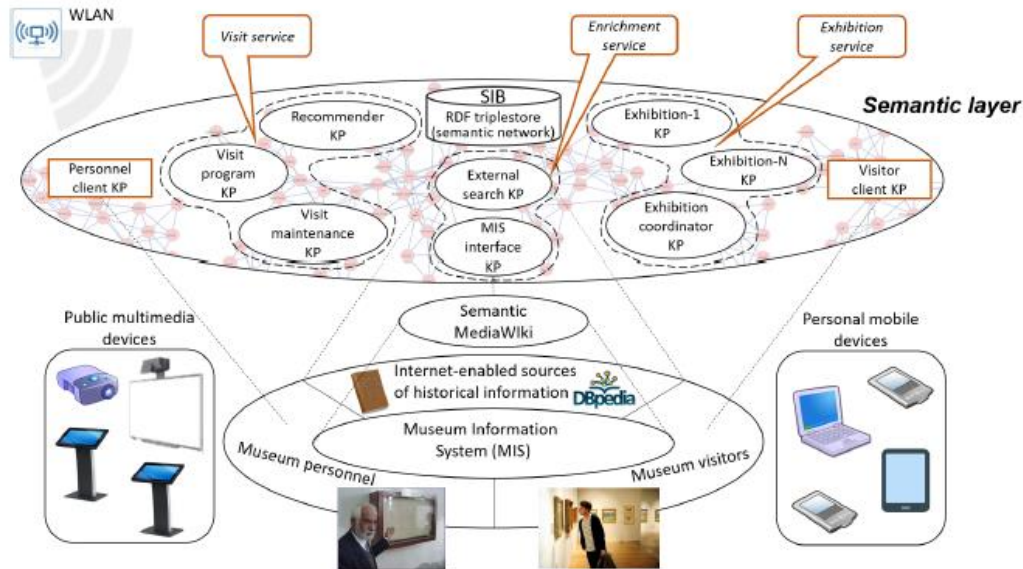 WLAN
Visit service
Enrichment
service
Exhibition
service
Semantic layer
SIB
RDF triplestore
(semantic network)
Recommender
KP
Exhibition-1
KP
Personnel
client KP
Visit
program
KP
External
search KP
Exhibition-N
KP
Visitor
client KP
Visit
maintenance
KP
MIS
interface
KP
Exhibition
coordinator
KP
Semantic
MediaWIki
Public multimedia
devices
Personal mobile
devices
Internet-enabled sources
of historical information
DBpedia
Museum Information
System (MIS)
Museum personnel
Museum visitors